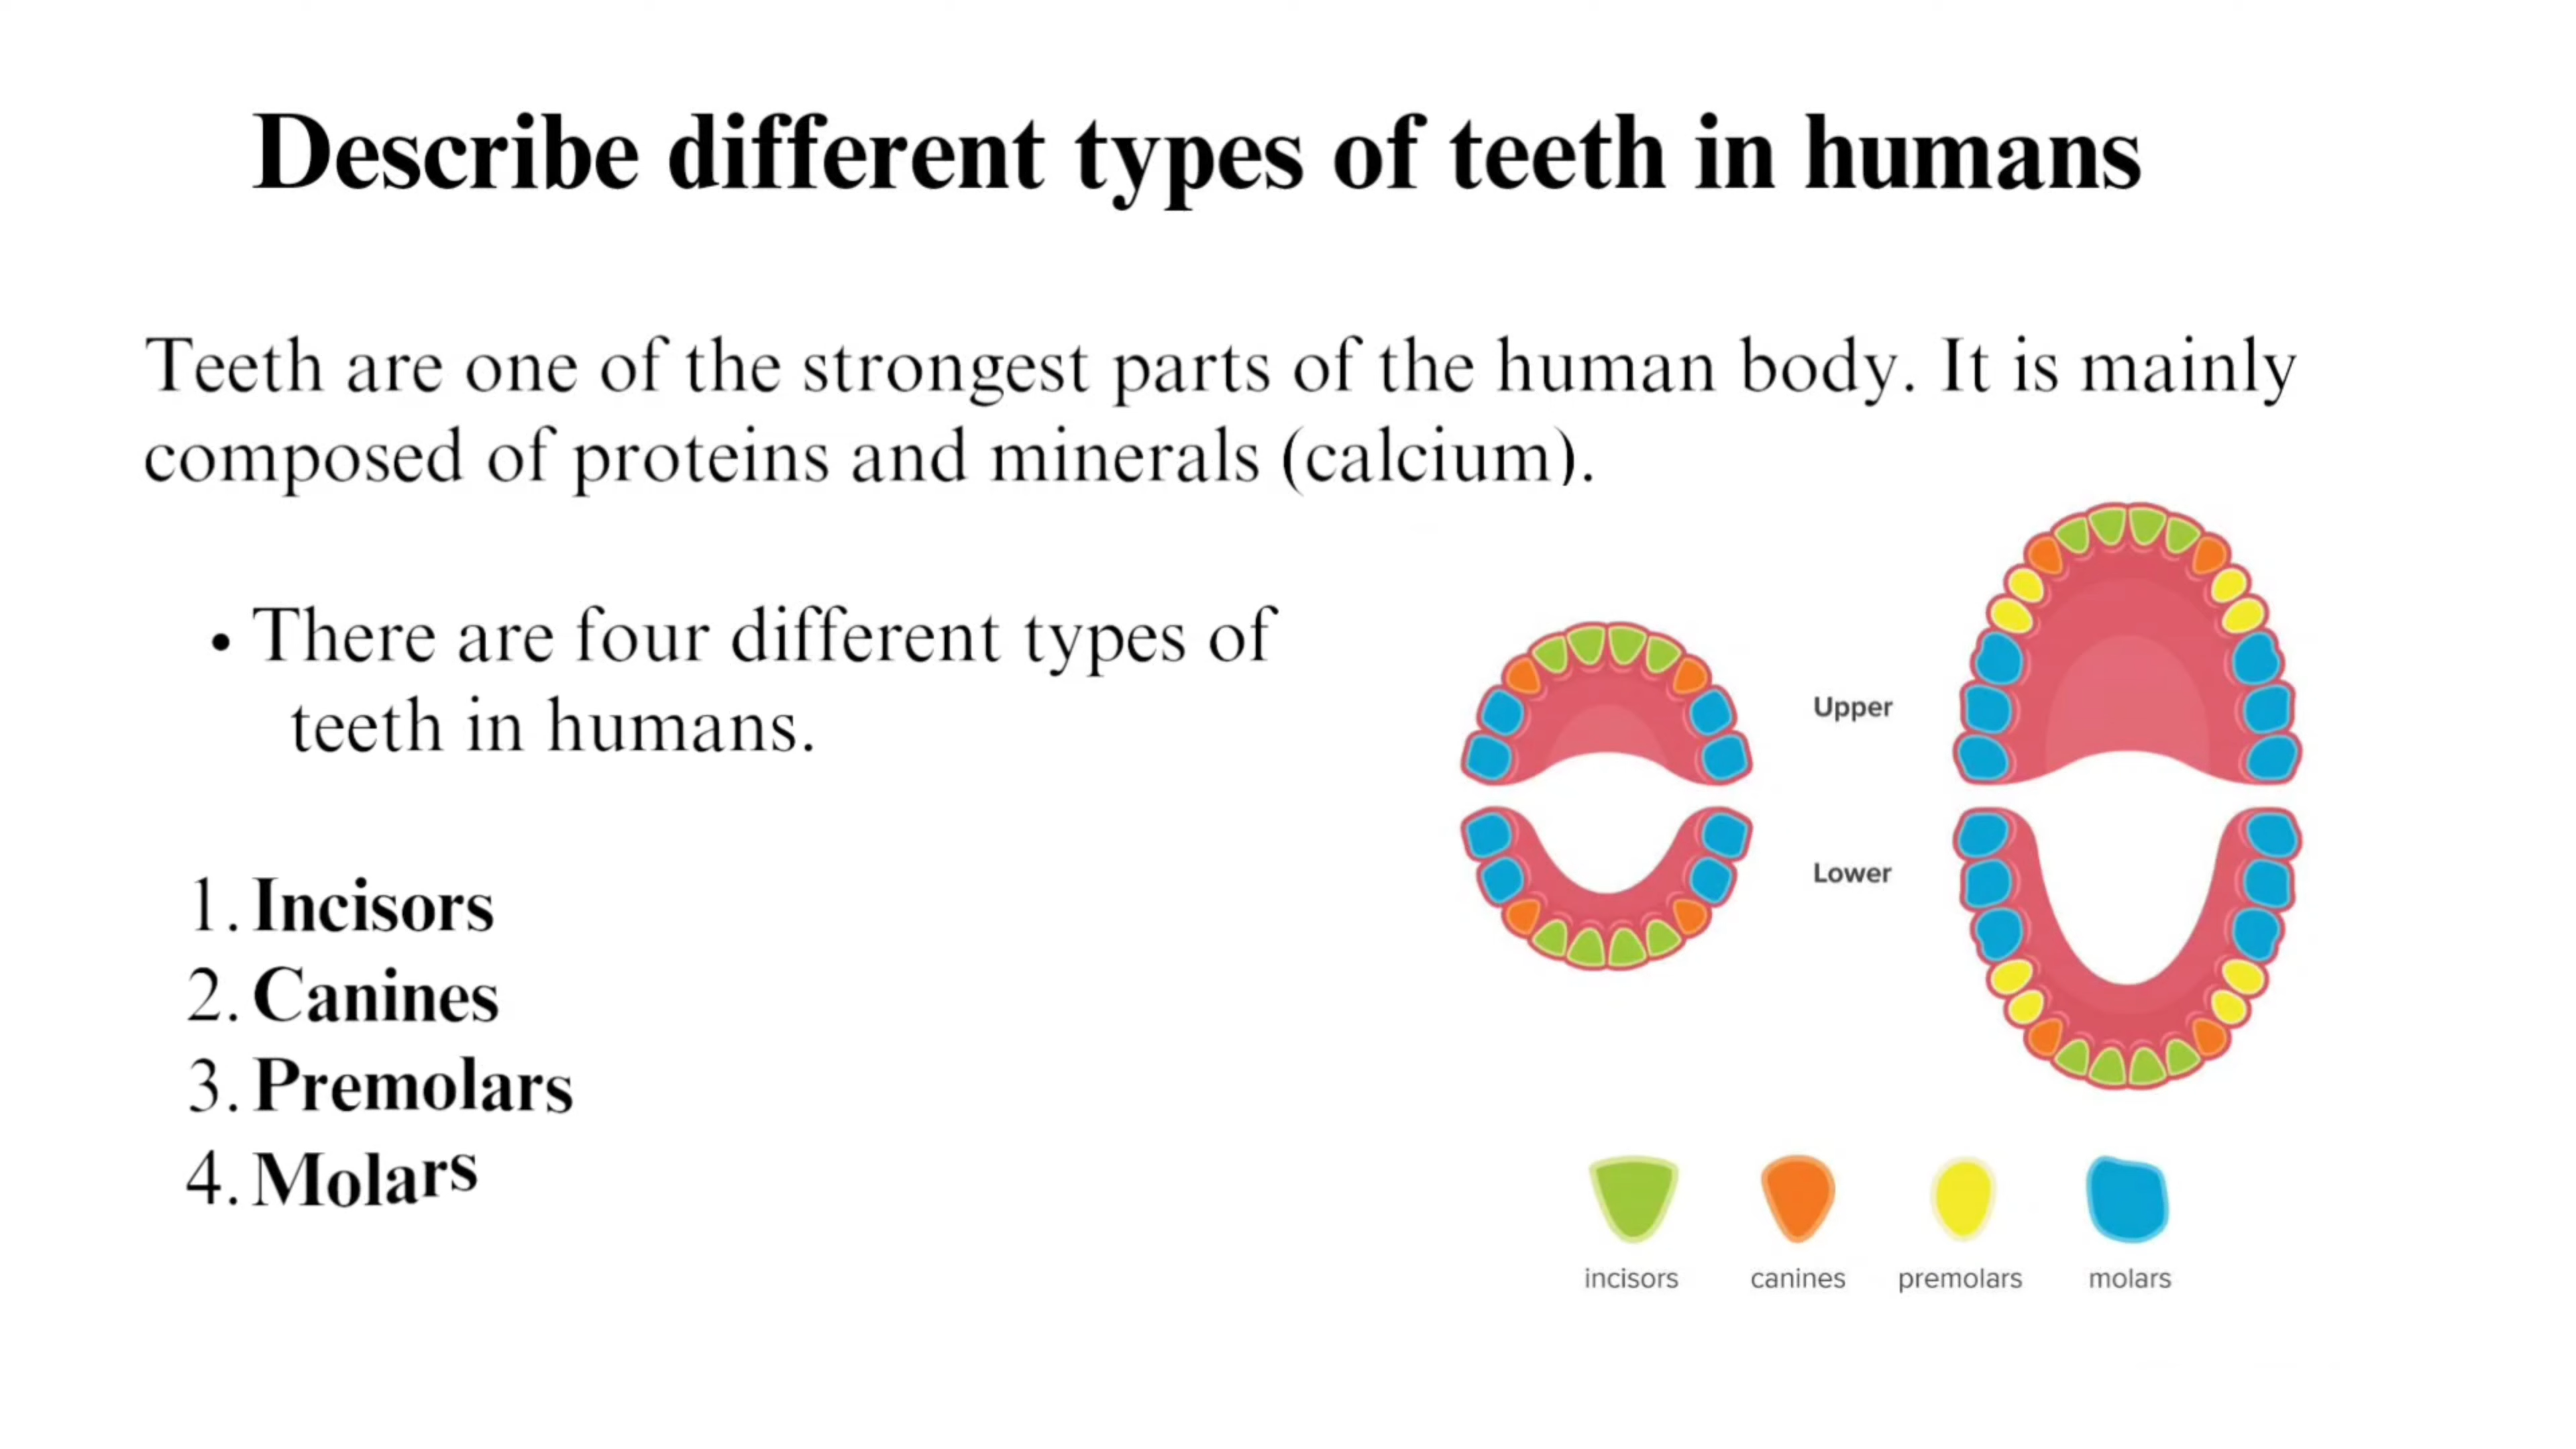 Describe different types of teeth in humans
Teeth are one of the strongest parts of the human body. It is mainly
composed of proteins and minerals (calcium).
• There are four different types of
teeth in humans.
1. Incisors
2. Canines
3. Premolars
4. Molars
Upper
Lower
incisors canines premolars molars